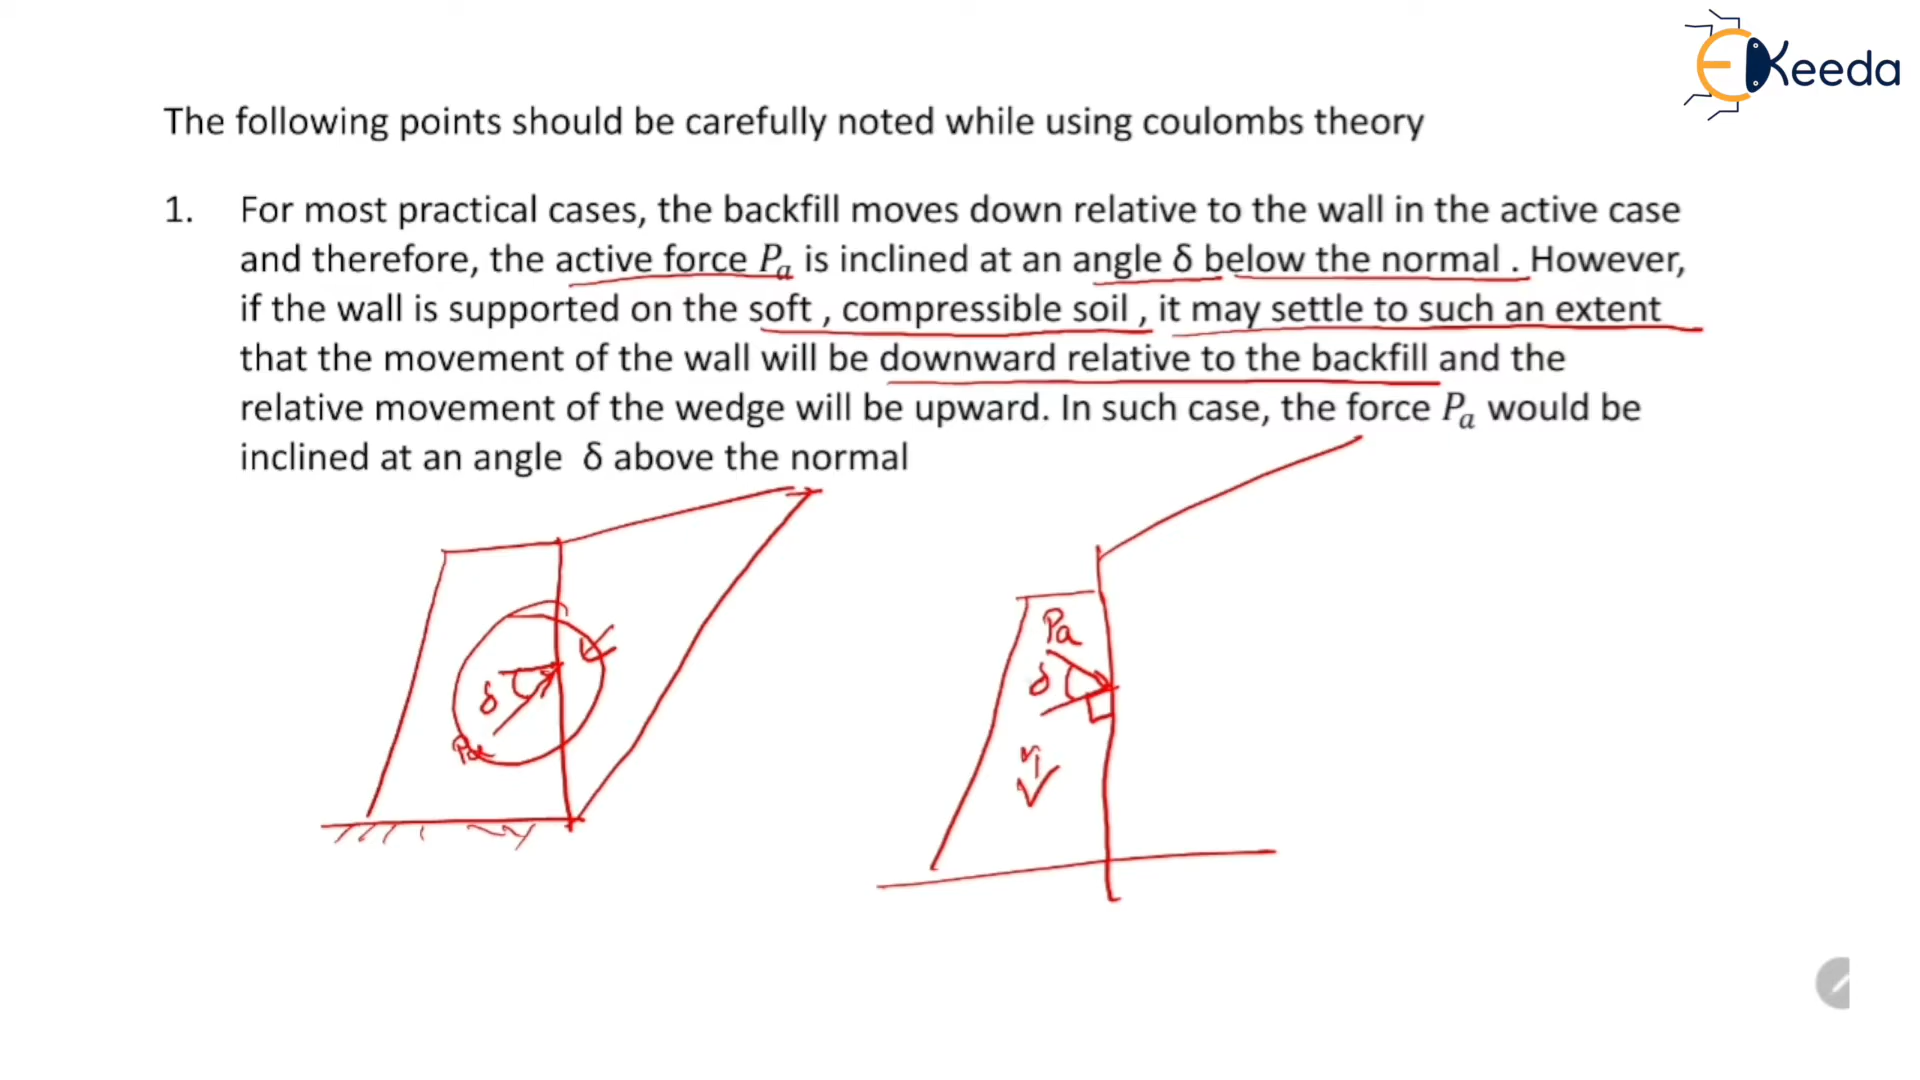 Keeda
The following points should be carefully noted while using coulombs theory
1. For most practical cases, the backfill moves down relative to the wall in the active case
and therefore, the active force Pa is inclined at an angle δ below the normal . However,
if the wall is supported on the soft , compressible soil , it may settle to such an extent
that the movement of the wall will be downward relative to the backfill and the
relative movement of the wedge will be upward. In such case, the force Pa would be
inclined at an angle δ above the normal
Pa
δ
δ
Pa